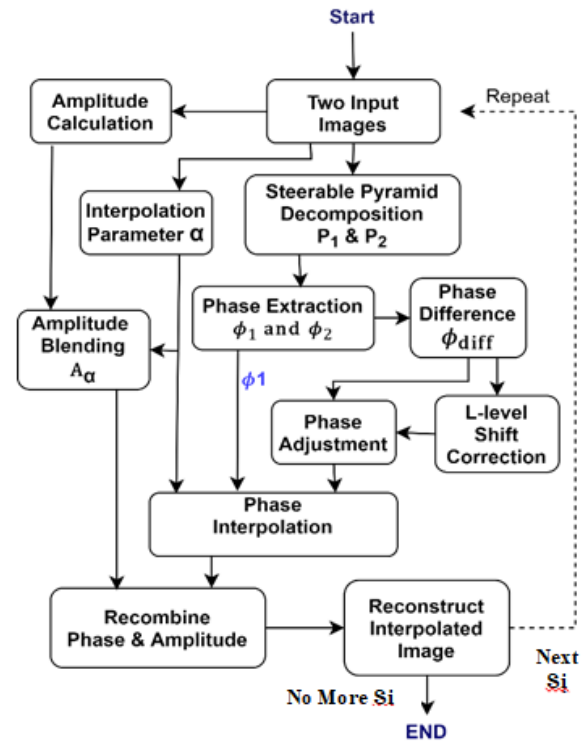 Start
Amplitude
Calculation
Two Input
Images
Repeat
Interpolation
Parameter α
Steerable Pyramid
Decomposition
P₁ & P₂
Phase Extraction
ϕ₁ and ϕ₂
Phase
Difference
ϕdiff
Amplitude
Blending
Aα
ϕ1
Phase
Adjustment
L-level
Shift
Correction
Phase
Interpolation
Recombine
Phase & Amplitude
Reconstruct
Interpolated
Image
Next
Si
No More Si
END